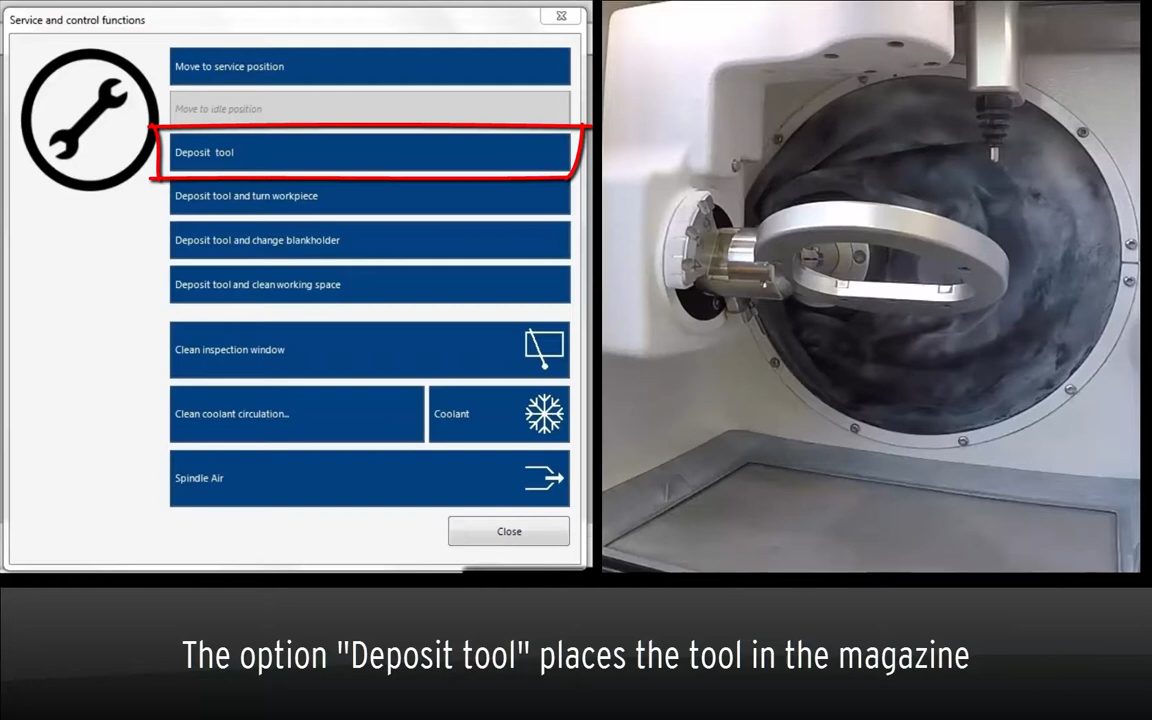 Service and control functions
Move to service position
Move to idle position
Deposit tool
Deposit tool and turn workpiece
Deposit tool and change blankholder
Deposit tool and clean working space
Clean inspection window
Clean coolant circulation...
Coolant
Spindle Air
Close
The option "Deposit tool" places the tool in the magazine